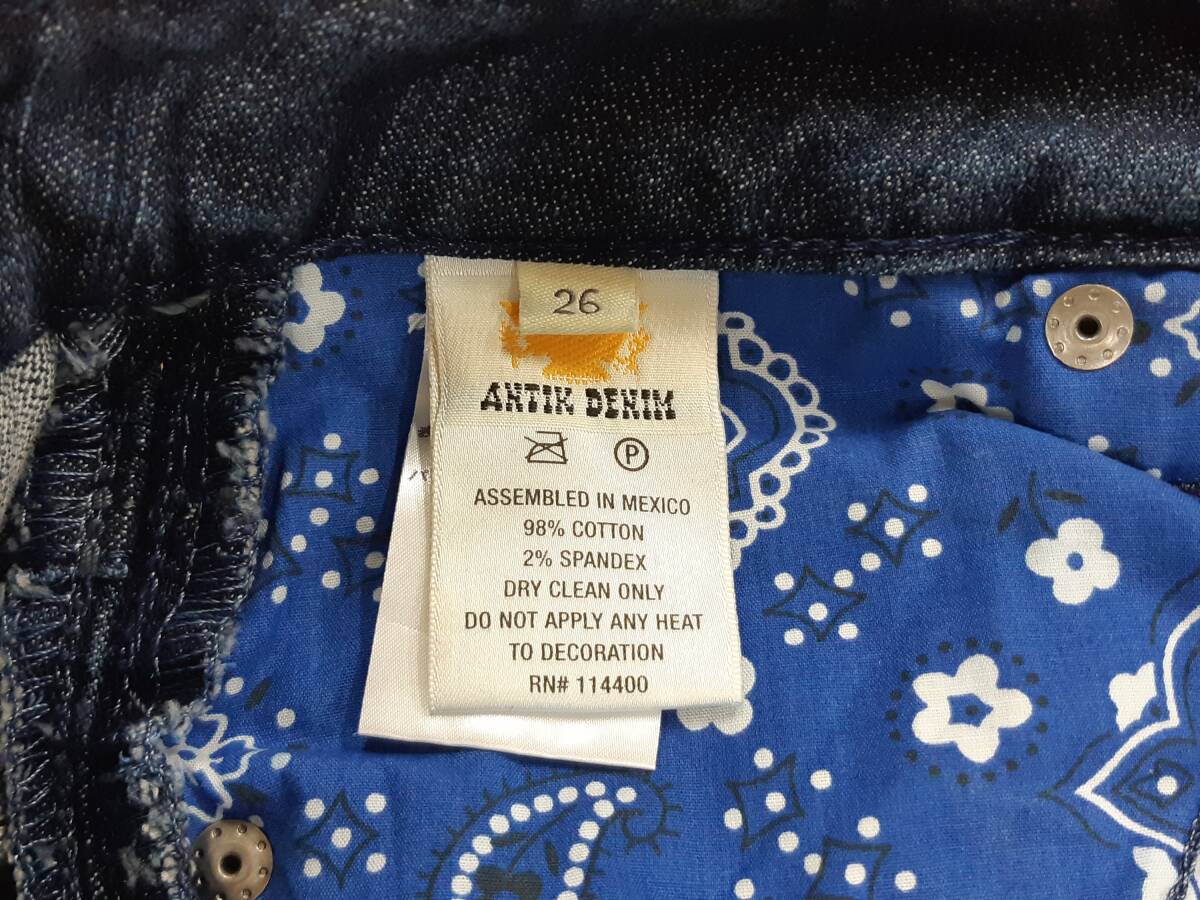 26
ANTIK DENIM
P
ASSEMBLED IN MEXICO
98% COTTON
2% SPANDEX
DRY CLEAN ONLY
DO NOT APPLY ANY HEAT
TO DECORATION
RN# 114400